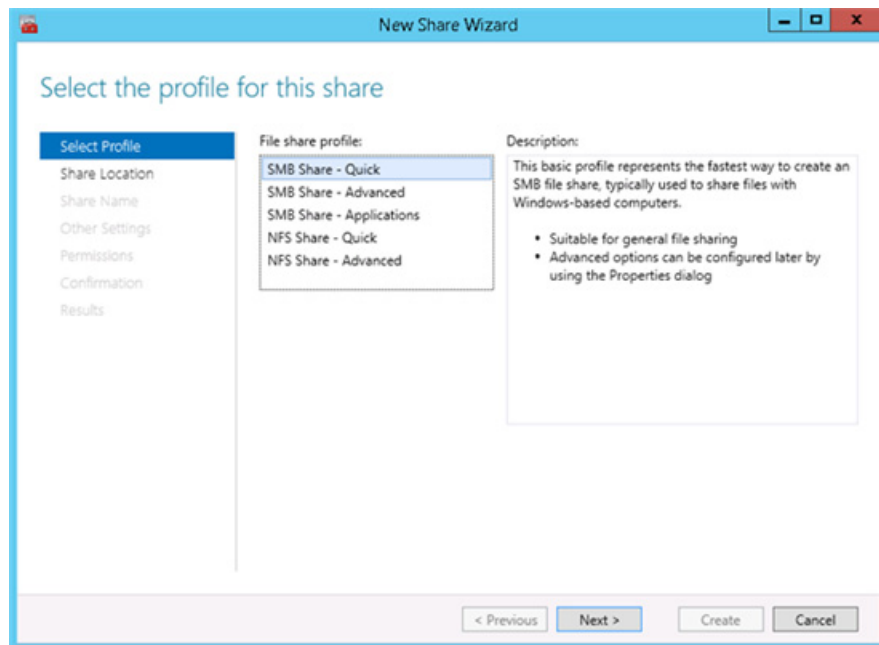 New Share Wizard
Select the profile for this share
Select Profile
Share Location
Share Name
Other Settings
Permissions
Confirmation
Results
File share profile:
SMB Share - Quick
SMB Share - Advanced
SMB Share - Applications
NFS Share - Quick
NFS Share - Advanced
Description:
This basic profile represents the fastest way to create an
SMB file share, typically used to share files with
Windows-based computers.
• Suitable for general file sharing
• Advanced options can be configured later by
using the Properties dialog
< Previous
Next >
Create
Cancel